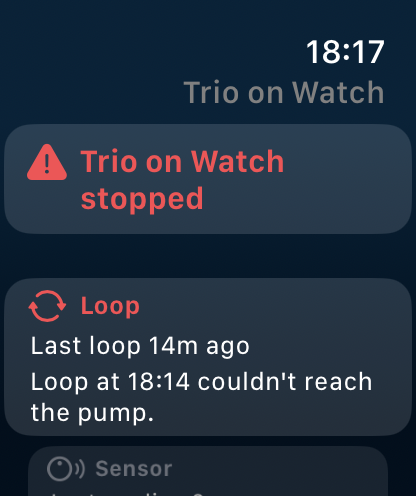 18:17
Trio on Watch
Trio on Watch
stopped
Loop
Last loop 14m ago
Loop at 18:14 couldn't reach
the pump.
Sensor